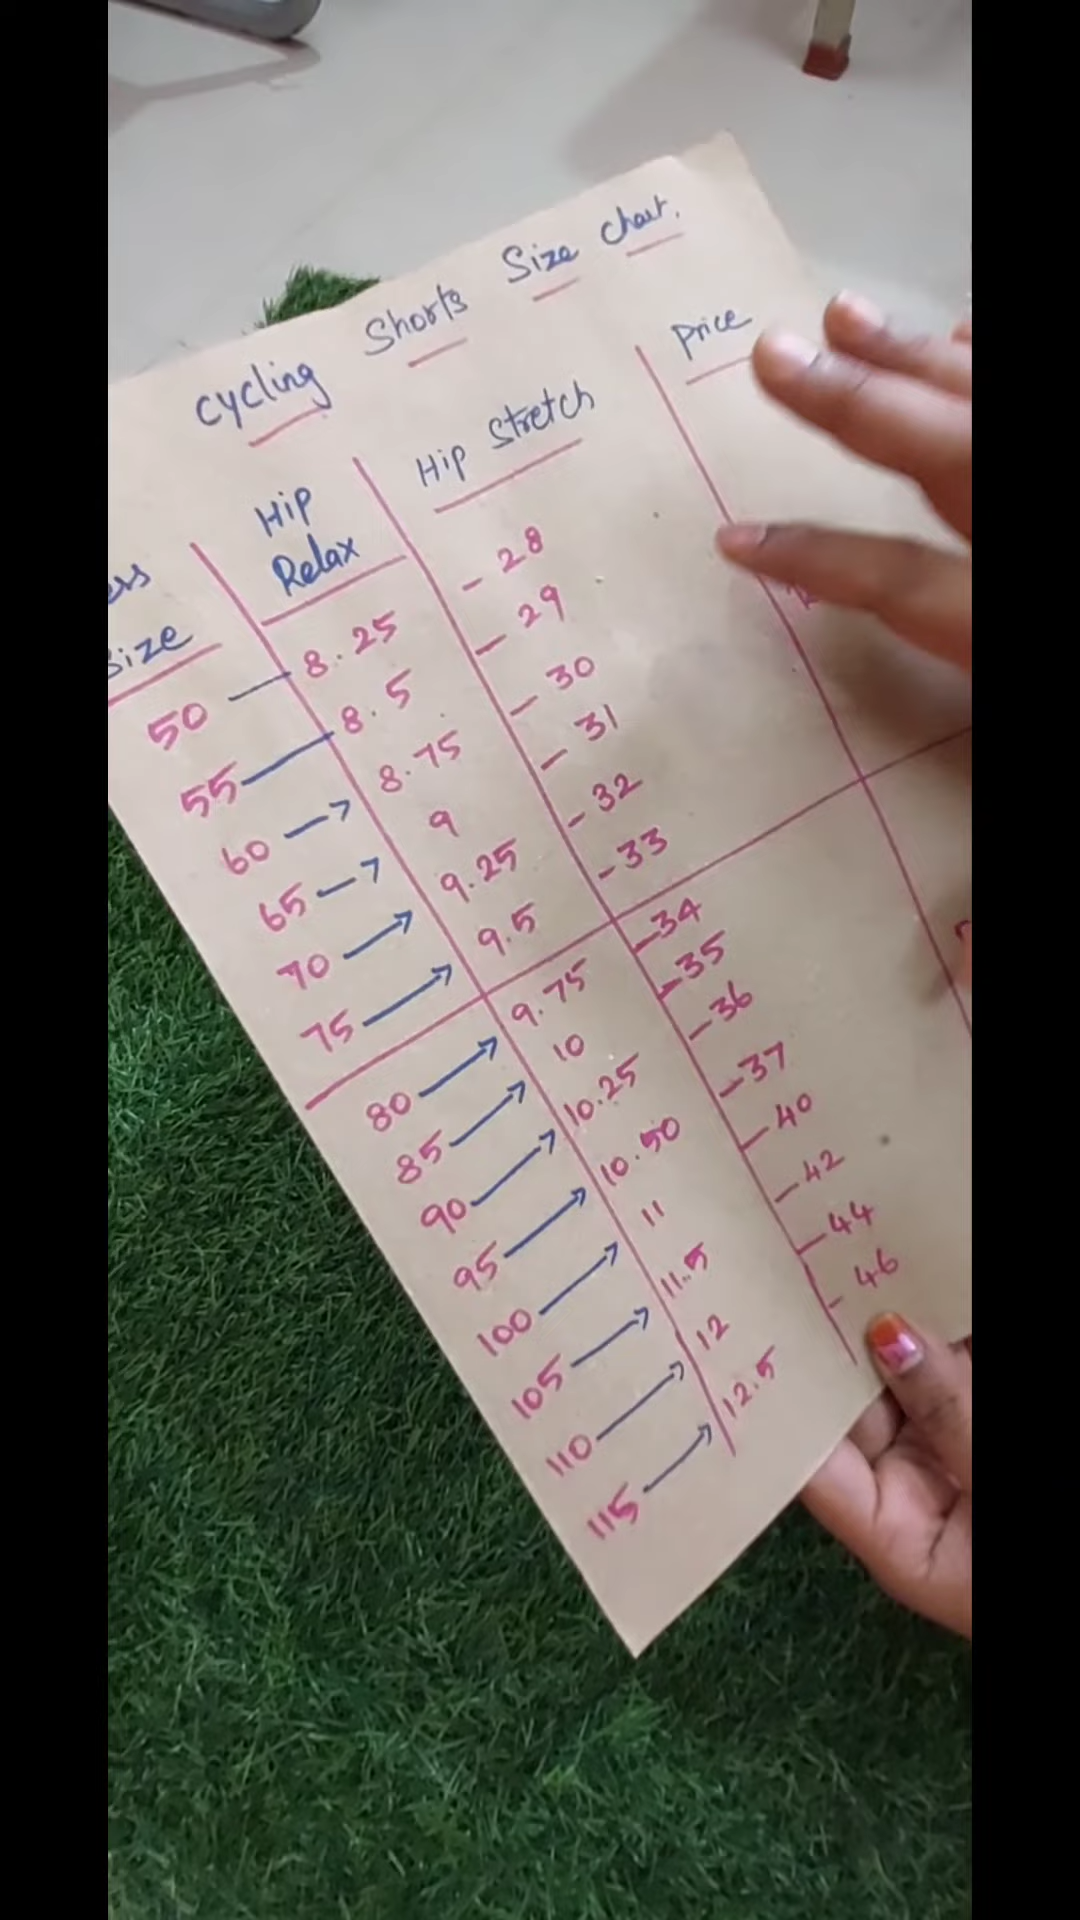 Cycling Shorts Size Chart.
Size
Hip Relax
Hip Stretch
Price
50 8.25 - 28
55 8.5 - 29
60 → 8.75 - 30
65 → 9 - 31
70 → 9.25 - 32
75 → 9.5 - 33
80 → 9.75 - 34
85 → 10 - 35
90 → 10.25 - 36
95 → 10.50 - 37
100 → 11 - 40
105 → 11.5 - 42
110 → 12 - 44
115 → 12.5 - 46